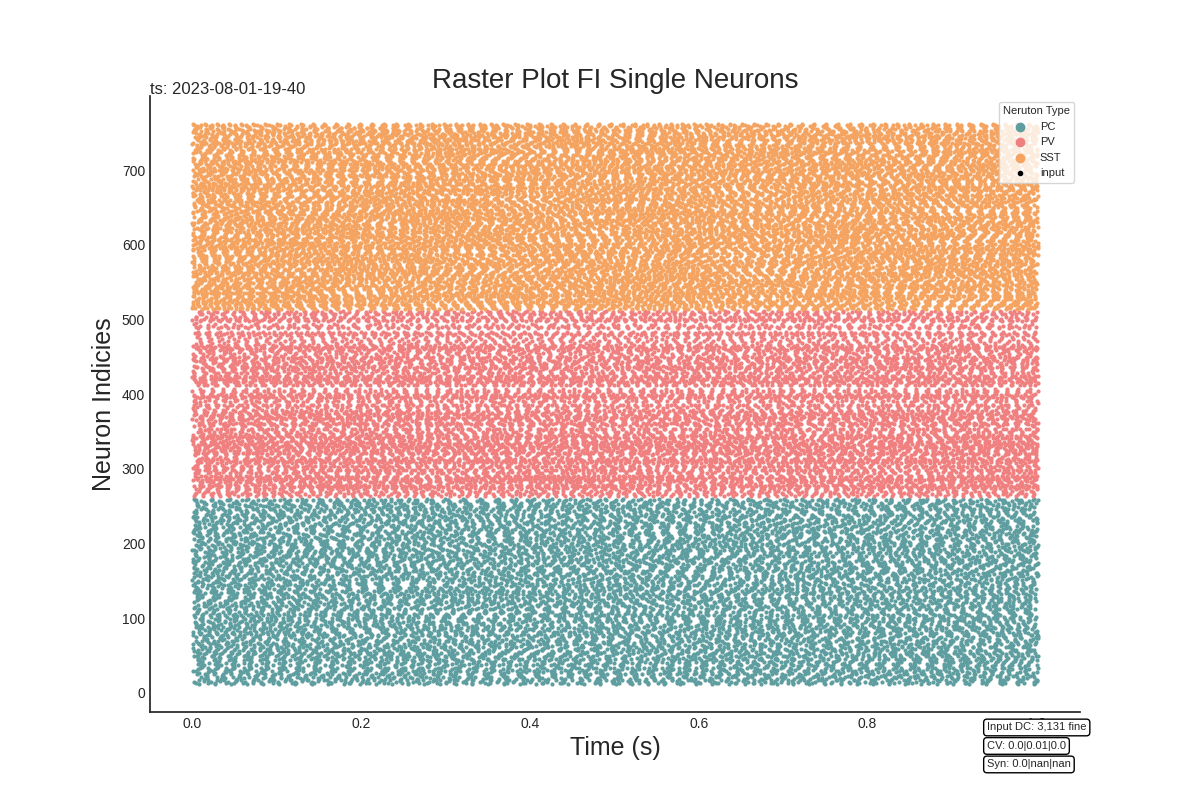 Raster Plot FI Single Neurons
ts: 2023-08-01-19-40
Neruton Type
PC
PV
SST
input
Neuron Indicies
700
600
500
400
300
200
100
0
0.0
0.2
0.4
0.6
0.8
Time (s)
Input DC: 3,131 fine
CV: 0.0|0.01|0.0
Syn: 0.0|nan|nan